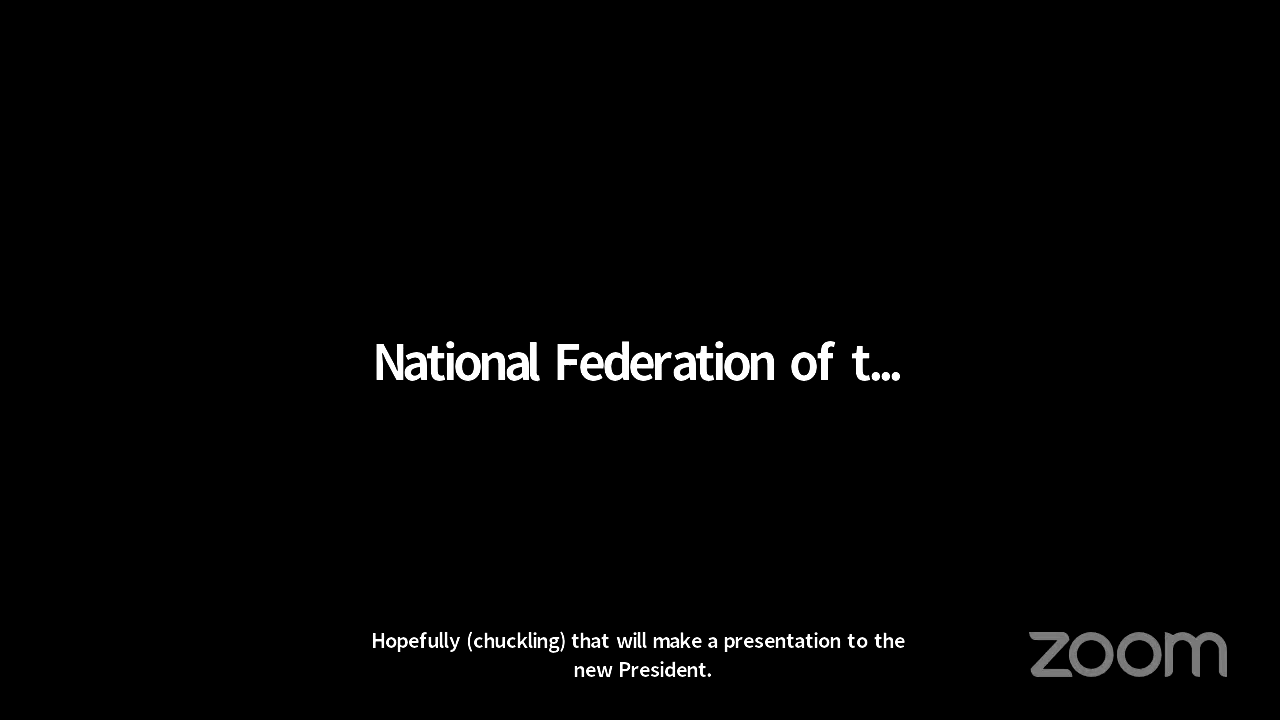 National Federation of t...
Hopefully (chuckling) that will make a presentation to the
new President.
zoom